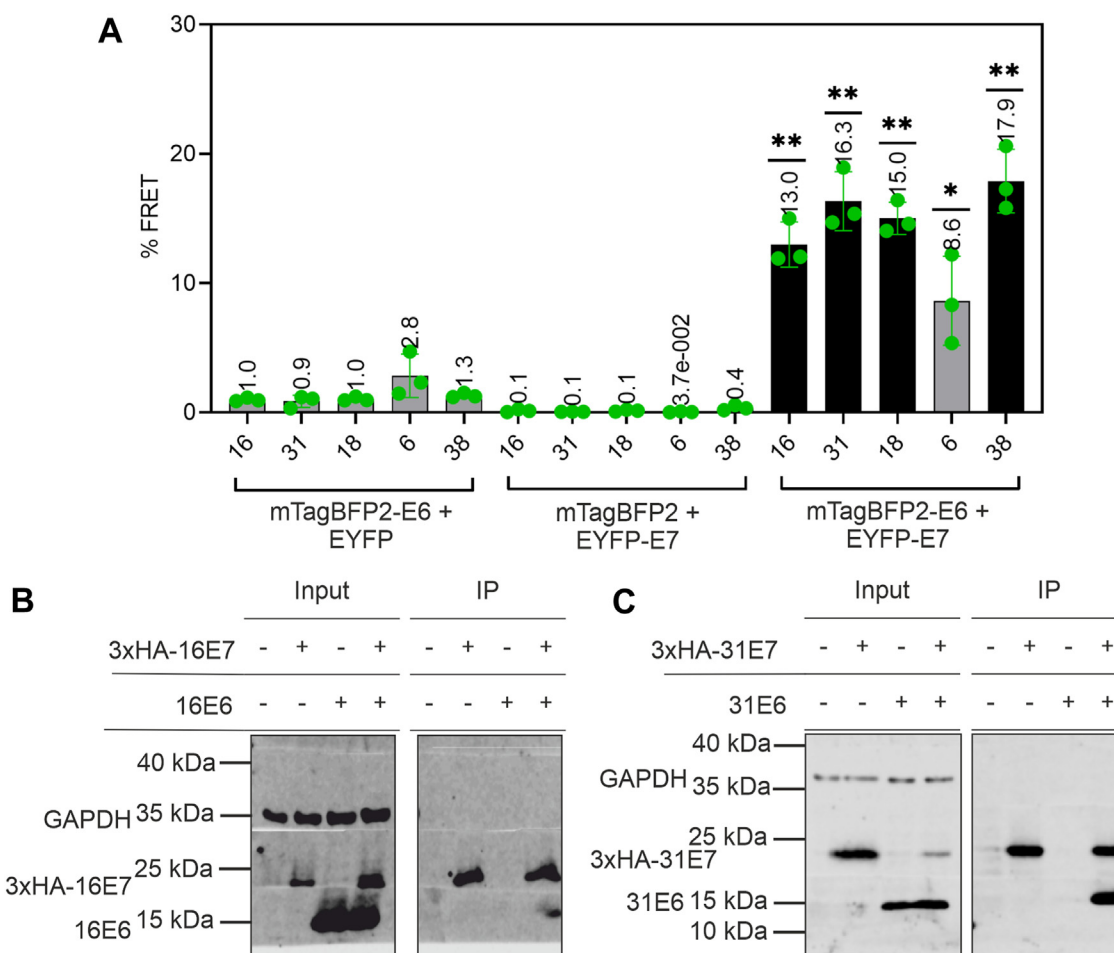 A
30
20
10
0
% FRET
1.0
0.9
1.0
2.8
1.3
0.1
0.1
0.1
3.7e-002
0.4
**
13.0
**
16.3
**
15.0
*
8.6
**
17.9
16 31 18 6 38 16 31 18 6 38 16 31 18 6 38
mTagBFP2-E6 +
EYFP
mTagBFP2 +
EYFP-E7
mTagBFP2-E6 +
EYFP-E7
B
Input IP
3xHA-16E7 - + - + - + - +
16E6 - - + + - - + +
40 kDa
GAPDH 35 kDa
25 kDa
3xHA-16E7
16E6 15 kDa
C
Input IP
3xHA-31E7 - + - + - + - +
31E6 - - + + - - + +
40 kDa
GAPDH
35 kDa
25 kDa
3xHA-31E7
31E6 15 kDa
10 kDa